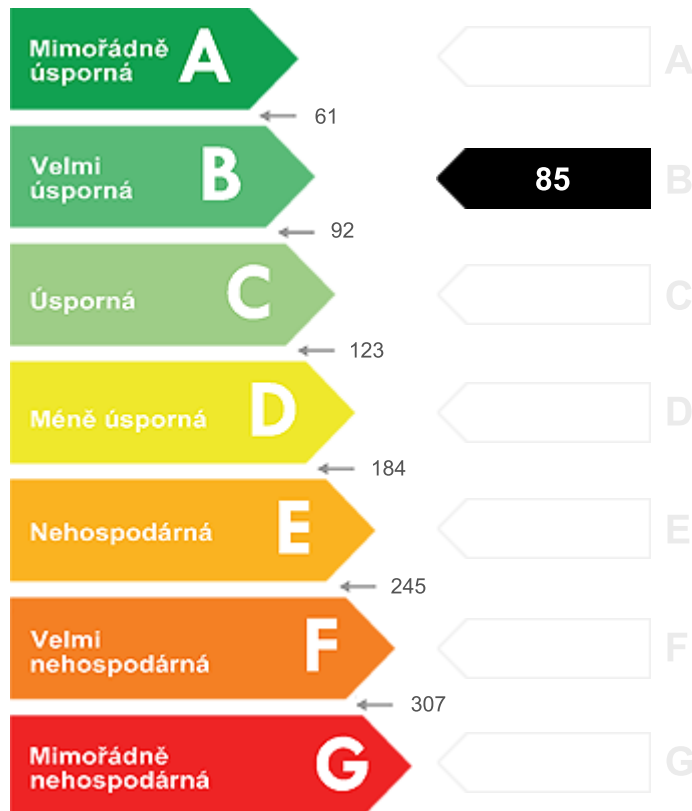 Mimořádně
úsporná
A
A
61
Velmi
úsporná
B
85
B
92
Úsporná
C
C
123
Méně úsporná
D
D
184
Nehospodárná
E
E
245
Velmi
nehospodárná
F
F
307
Mimořádně
nehospodárná
G
G